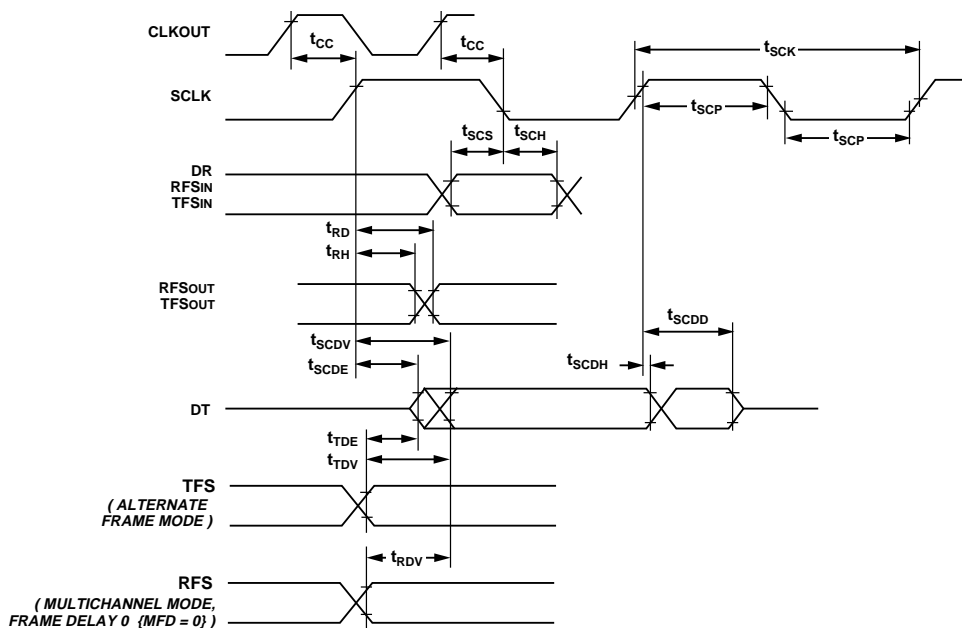 CLKOUT
tCC
tCC
tSCK
SCLK
tSCP
tSCP
tSCS
tSCH
DR
RFSIN
TFSIN
tRD
tRH
RFSOUT
TFSOUT
tSCDV
tSCDE
tSCDD
tSCDH
DT
tTDE
tTDV
TFS
( ALTERNATE
FRAME MODE )
tRDV
RFS
( MULTICHANNEL MODE,
FRAME DELAY 0 {MFD = 0} )